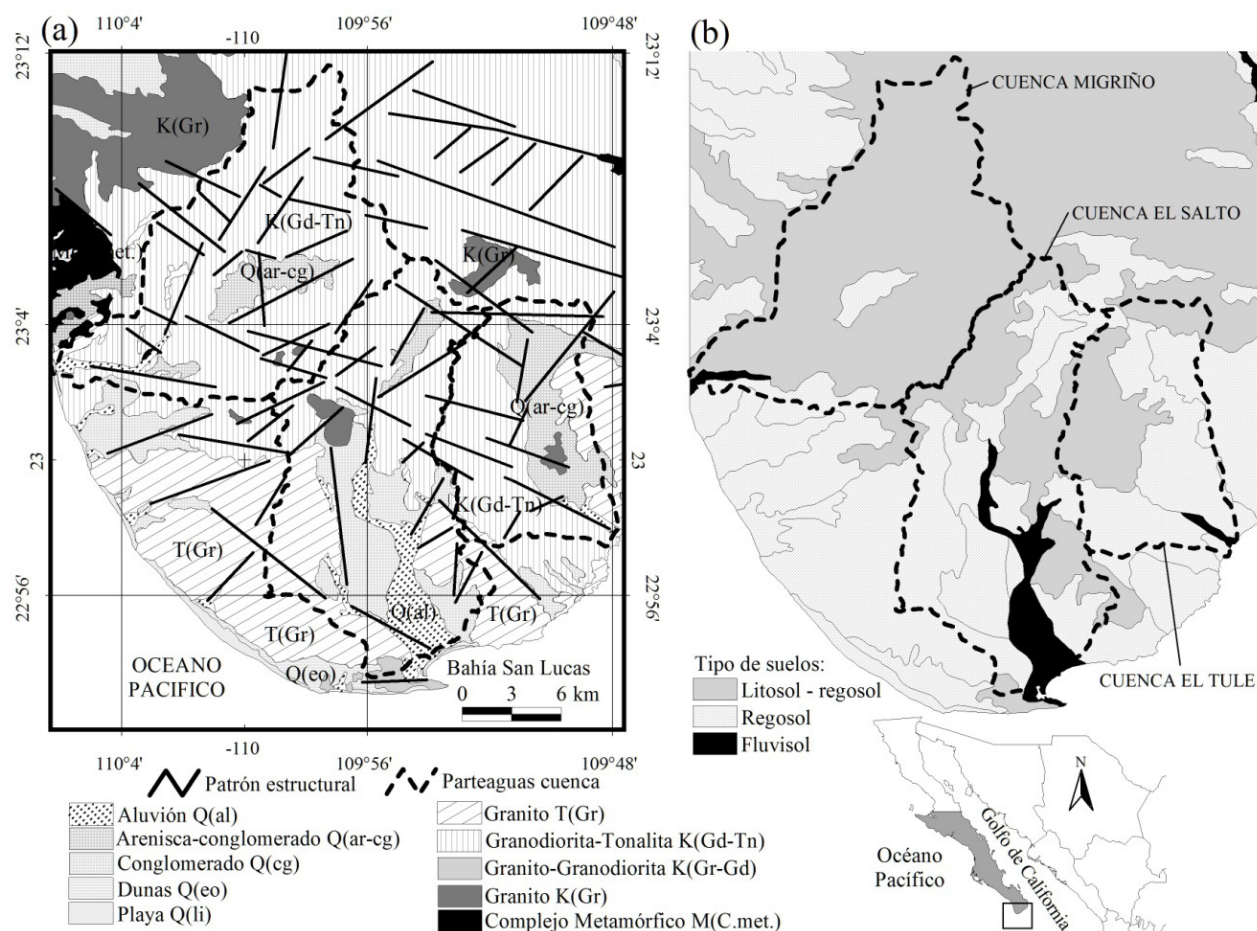 (a)
110°4'
-110
109°56'
109°48'
23°12'
23°12'
K(Gr)
K(Gd-Tn)
K(Gr)
Q(ar-cg)
23°4'
23°4'
Q(ar-cg)
23
23
K(Gd-Tn)
T(Gr)
22°56'
22°56'
Q(al)
T(Gr)
T(Gr)
Q(eo)
OCEANO
PACIFICO
Bahía San Lucas
0 3 6 km
110°4'
-110
109°56'
109°48'
Patrón estructural
Parteaguas cuenca
Aluvión Q(al)
Arenisca-conglomerado Q(ar-cg)
Conglomerado Q(cg)
Dunas Q(eo)
Playa Q(li)
Granito T(Gr)
Granodiorita-Tonalita K(Gd-Tn)
Granito-Granodiorita K(Gr-Gd)
Granito K(Gr)
Complejo Metamórfico M(C.met.)
(b)
CUENCA MIGRIÑO
CUENCA EL SALTO
CUENCA EL TULE
Tipo de suelos:
Litosol - regosol
Regosol
Fluvisol
N
Golfo de California
Océano
Pacífico